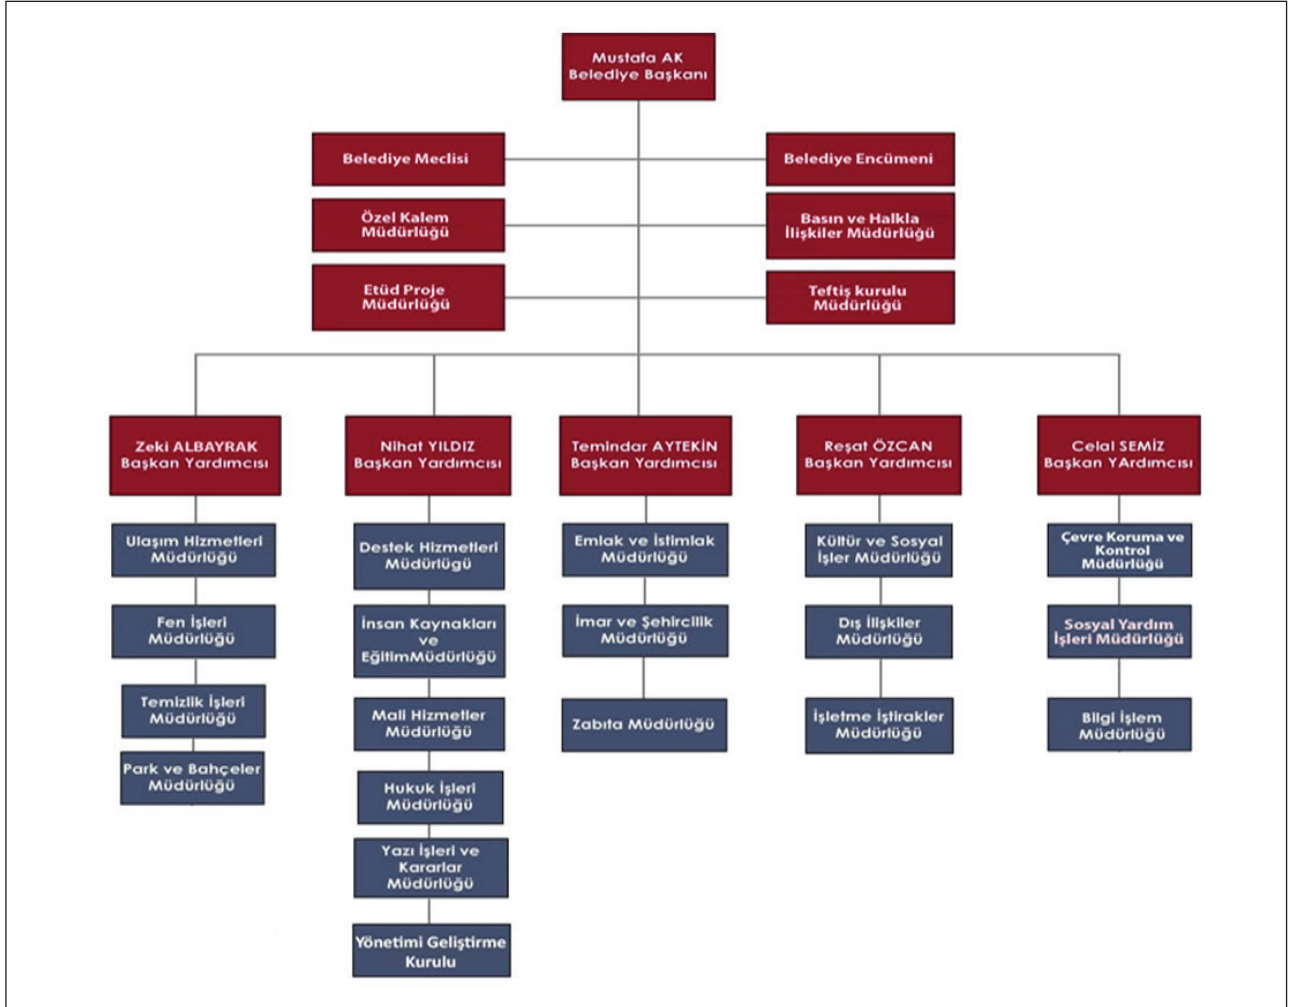 Mustafa AK
Belediye Başkanı
Belediye Meclisi
Belediye Encümeni
Özel Kalem
Müdürlüğü
Basın ve Halkla
İlişkiler Müdürlüğü
Etüd Proje
Müdürlüğü
Teftiş kurulu
Müdürlüğü
Zeki ALBAYRAK
Başkan Yardımcısı
Nihat YILDIZ
Başkan Yardımcısı
Temindar AYTEKİN
Başkan Yardımcısı
Reşat ÖZCAN
Başkan Yardımcısı
Celal SEMİZ
Başkan YArdımcısı
Ulaşım Hizmetleri
Müdürlüğü
Fen İşleri
Müdürlüğü
Temizlik İşleri
Müdürlüğü
Park ve Bahçeler
Müdürlüğü
Destek Hizmetleri
Müdürlügü
İnsan Kaynakları
ve
EğitimMüdürlüğü
Mali Hizmetler
Müdürlüğü
Hukuk İşleri
Müdürlüğü
Yazı İşleri ve
Kararlar
Müdürlüğü
Yönetimi Geliştirme
Kurulu
Emlak ve İstimlak
Müdürlüğü
İmar ve Şehircilik
Müdürlüğü
Zabıta Müdürlüğü
Kültür ve Sosyal
İşler Müdürlüğü
Dış İlişkiler
Müdürlüğü
İşletme İştirakler
Müdürlüğü
Çevre Koruma ve
Kontrol
Müdürlüğü
Sosyal Yardım
İşleri Müdürlüğü
Bilgi İşlem
Müdürlüğü